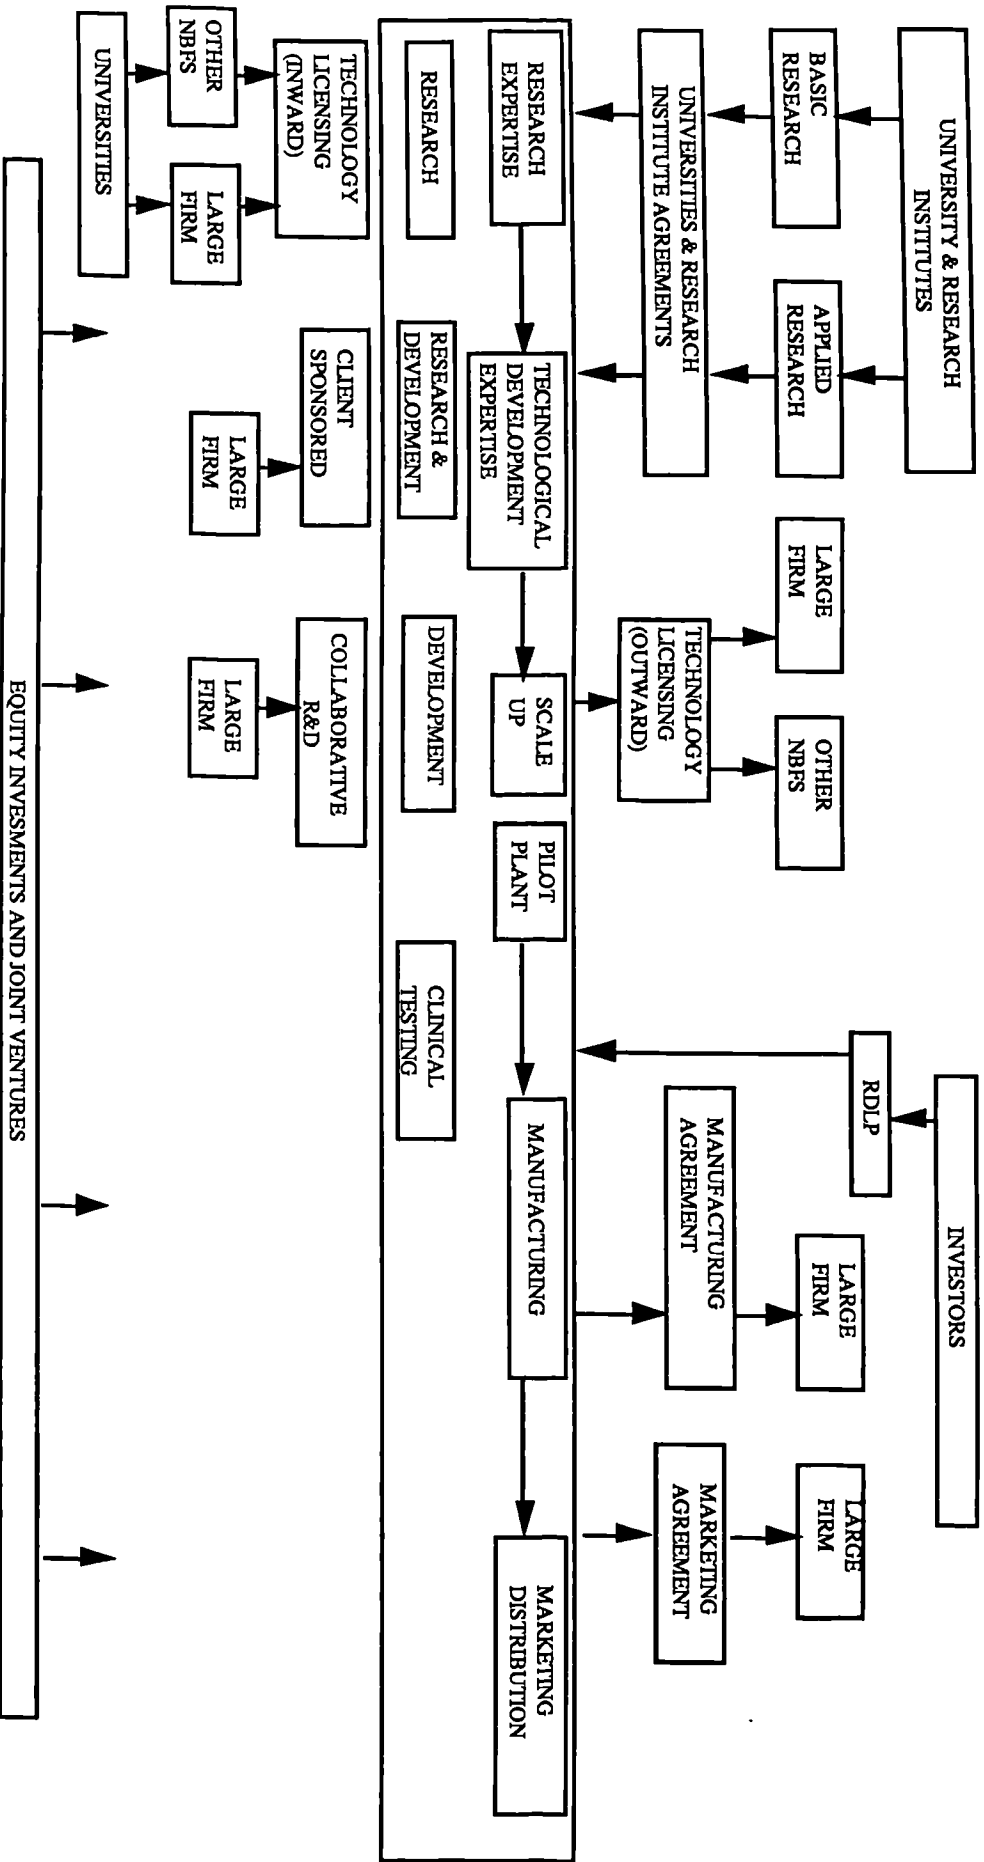 UNIVERSITY & RESEARCH
INSTITUTES
INVESTORS
RDLP
BASIC
RESEARCH
APPLIED
RESEARCH
LARGE
FIRM
OTHER
NBFS
LARGE
FIRM
LARGE
FIRM
UNIVERSITIES & RESEARCH
INSTITUTE AGREEMENTS
TECHNOLOGY
LICENSING
(OUTWARD)
MANUFACTURING
AGREEMENT
MARKETING
AGREEMENT
RESEARCH
EXPERTISE
TECHNOLOGICAL
DEVELOPMENT
EXPERTISE
SCALE
UP
PILOT
PLANT
MANUFACTURING
MARKETING
DISTRIBUTION
RESEARCH
RESEARCH &
DEVELOPMENT
DEVELOPMENT
CLINICAL
TESTING
TECHNOLOGY
LICENSING
(INWARD)
CLIENT
SPONSORED
COLLABORATIVE
R&D
OTHER
NBFS
LARGE
FIRM
LARGE
FIRM
LARGE
FIRM
UNIVERSITIES
EQUITY INVESMENTS AND JOINT VENTURES